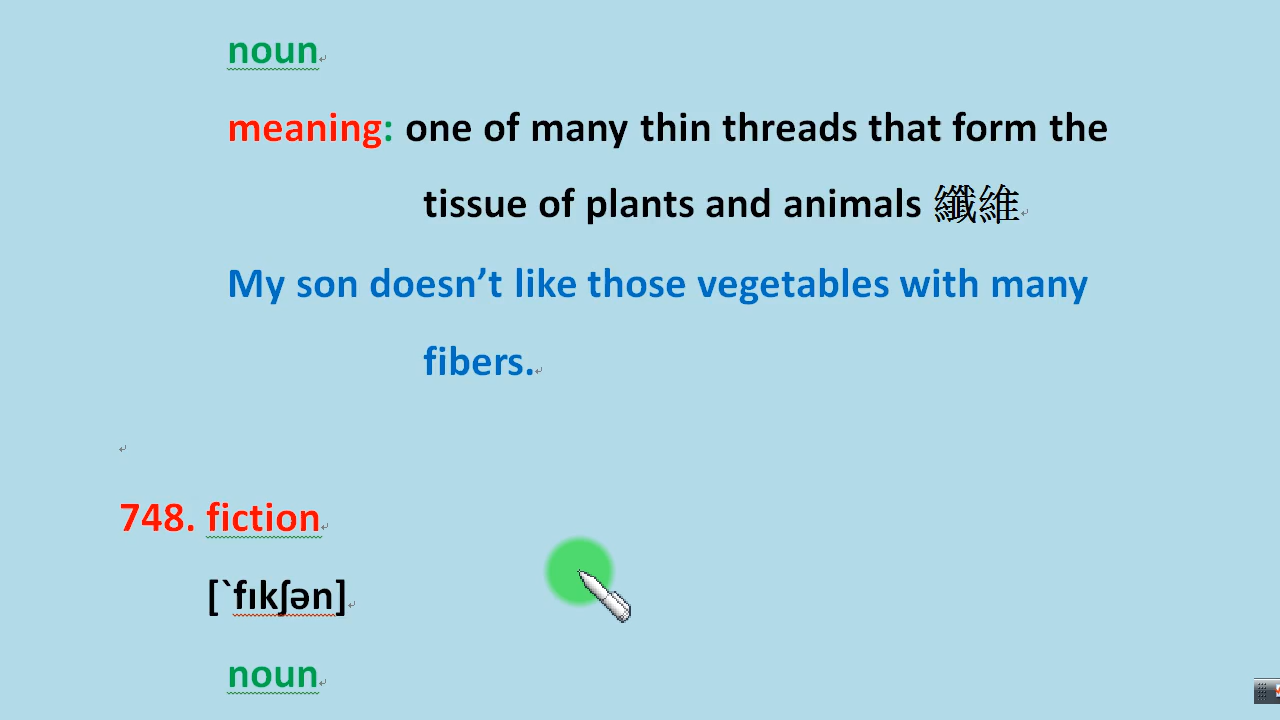 noun
meaning: one of many thin threads that form the
tissue of plants and animals 纖維
My son doesn’t like those vegetables with many
fibers.
748. fiction
[ˋfɪkʃən]
noun